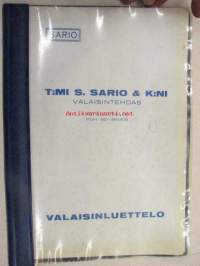 SARIO
T:MI S. SARIO & K:NI
VALAISINTEHDAS
VALAISINLUETTELO